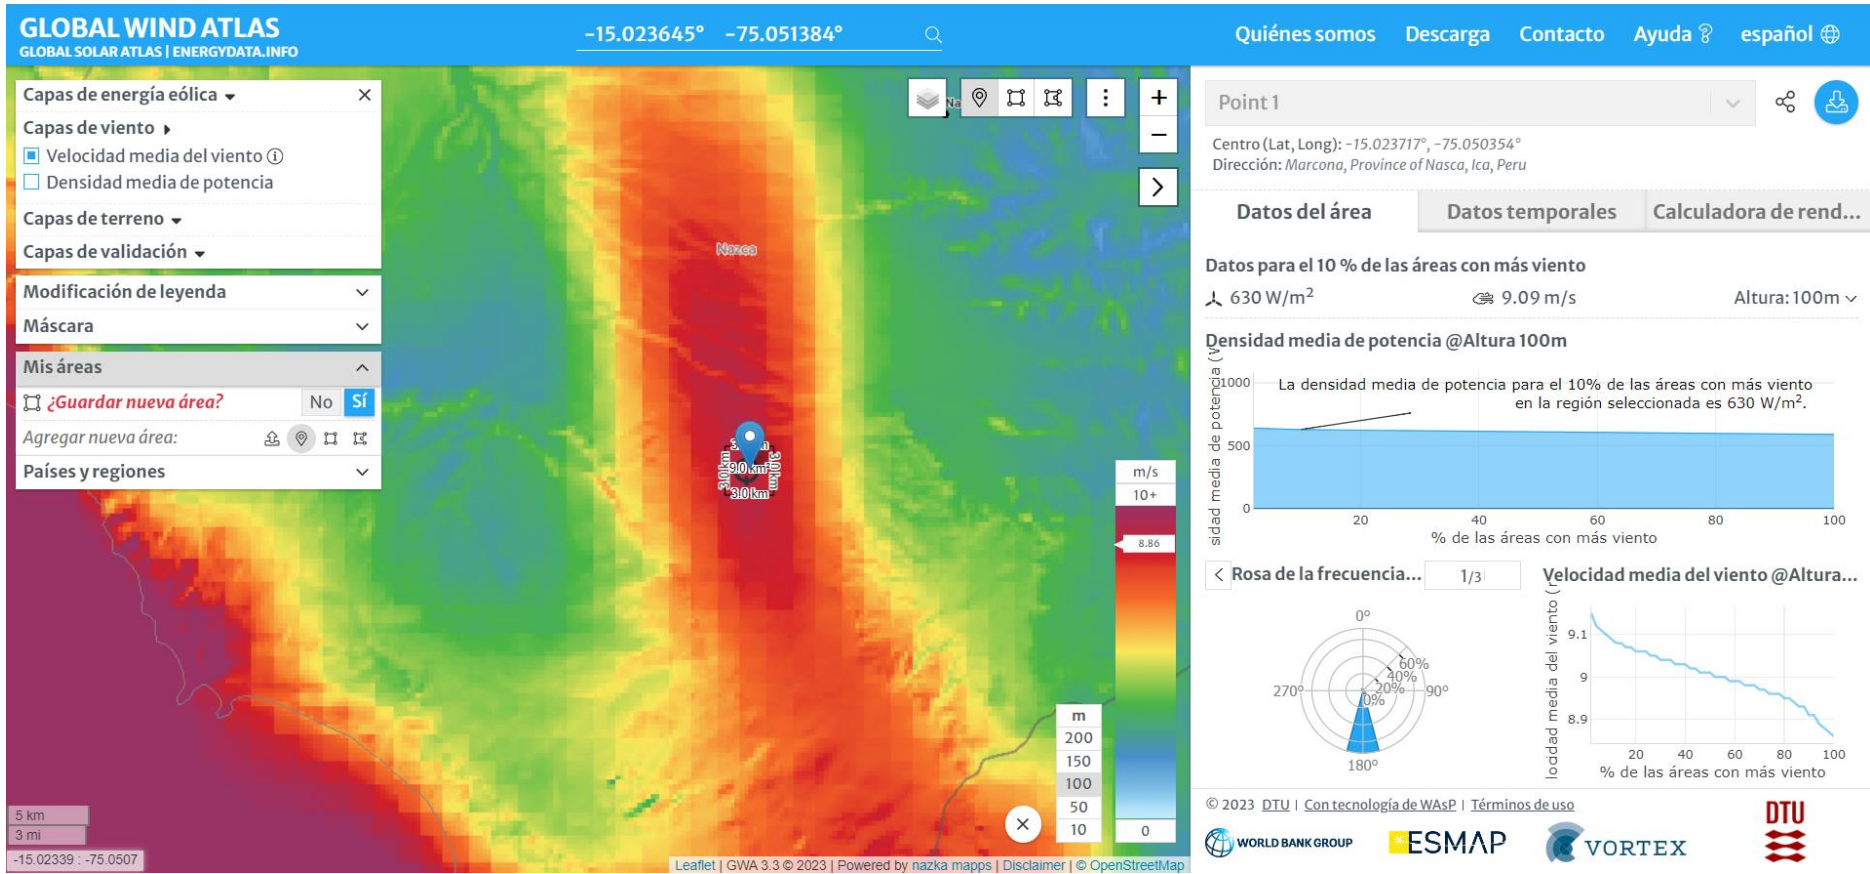 GLOBAL WIND ATLAS
GLOBAL SOLAR ATLAS | ENERGYDATA.INFO
-15.023645° -75.051384°
Quiénes somos Descarga Contacto Ayuda español
Capas de energía eólica
Capas de viento
Velocidad media del viento
Densidad media de potencia
Capas de terreno
Capas de validación
Modificación de leyenda
Máscara
Mis áreas
¿Guardar nueva área? No Sí
Agregar nueva área:
Países y regiones
Nazca
3.0 km
9.0 km²
3.0 km
3.0 km
m/s
10+
8.86
0
m
200
150
100
50
10
5 km
3 mi
-15.02339 : -75.0507
Leaflet | GWA 3.3 © 2023 | Powered by nazka mapps | Disclaimer | © OpenStreetMap
Point 1
Centro (Lat, Long): -15.023717°, -75.050354°
Dirección: Marcona, Province of Nasca, Ica, Peru
Datos del área Datos temporales Calculadora de rend...
Datos para el 10 % de las áreas con más viento
630 W/m² 9.09 m/s Altura: 100m
Densidad media de potencia @Altura 100m
sidad media de potencia (
1000
500
0
La densidad media de potencia para el 10% de las áreas con más viento
en la región seleccionada es 630 W/m².
20 40 60 80 100
% de las áreas con más viento
Rosa de la frecuencia... 1/3
0°
60%
40%
20%
0%
270° 90°
180°
Velocidad media del viento @Altura...
locidad media del viento (
9.1
9
8.9
20 40 60 80 100
% de las áreas con más viento
© 2023 DTU | Con tecnología de WAsP | Términos de uso
WORLD BANK GROUP ESMAP VORTEX DTU